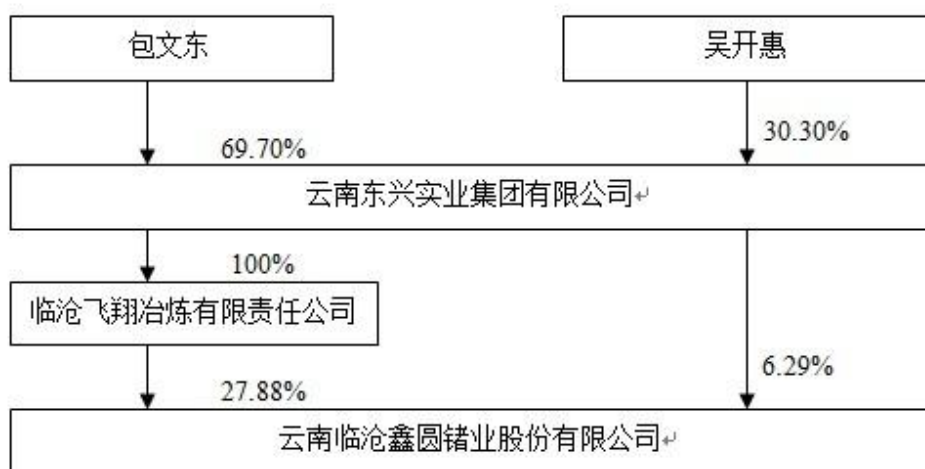 包文东
吴开惠
69.70%
30.30%
云南东兴实业集团有限公司↵
100%
临沧飞翔冶炼有限责任公司
27.88%
6.29%
云南临沧鑫圆锗业股份有限公司↵